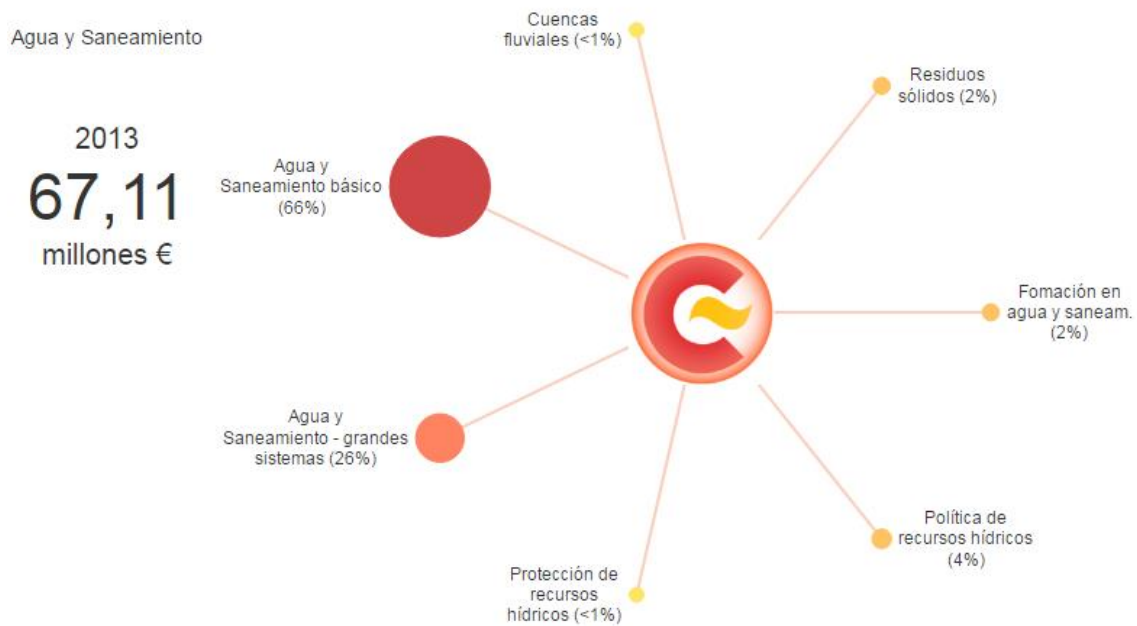 Agua y Saneamiento
2013
67,11
millones €
Cuencas
fluviales (<1%)
Residuos
sólidos (2%)
Agua y
Saneamiento básico
(66%)
Fomación en
agua y saneam.
(2%)
Agua y
Saneamiento - grandes
sistemas (26%)
Política de
recursos hídricos
(4%)
Protección de
recursos
hídricos (<1%)